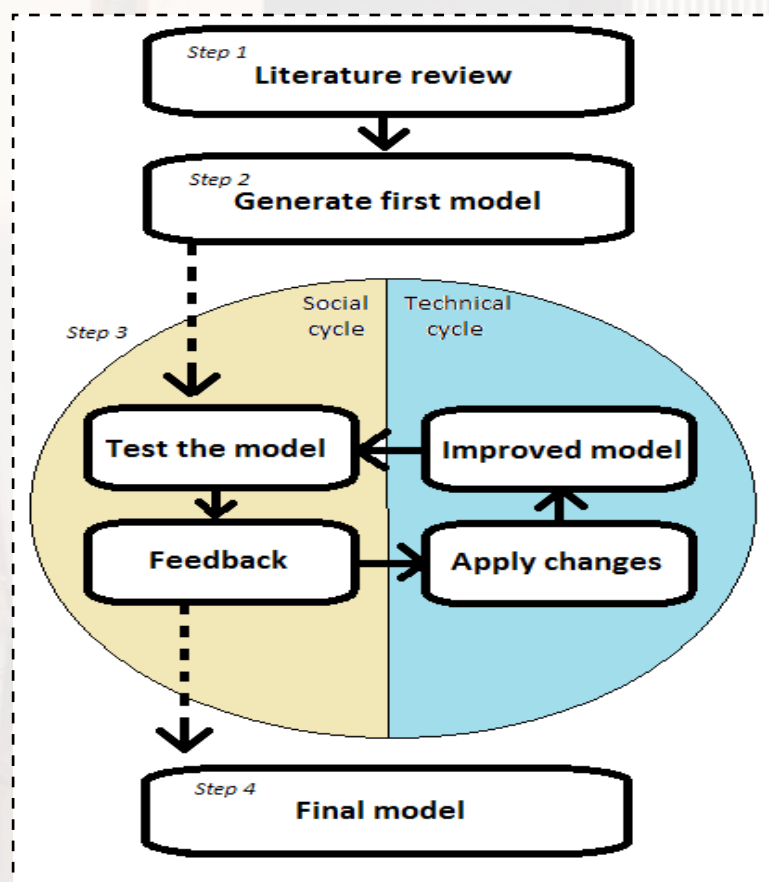 Step 1
Literature review
Step 2
Generate first model
Step 3
Social
cycle
Technical
cycle
Test the model
Improved model
Feedback
Apply changes
Step 4
Final model